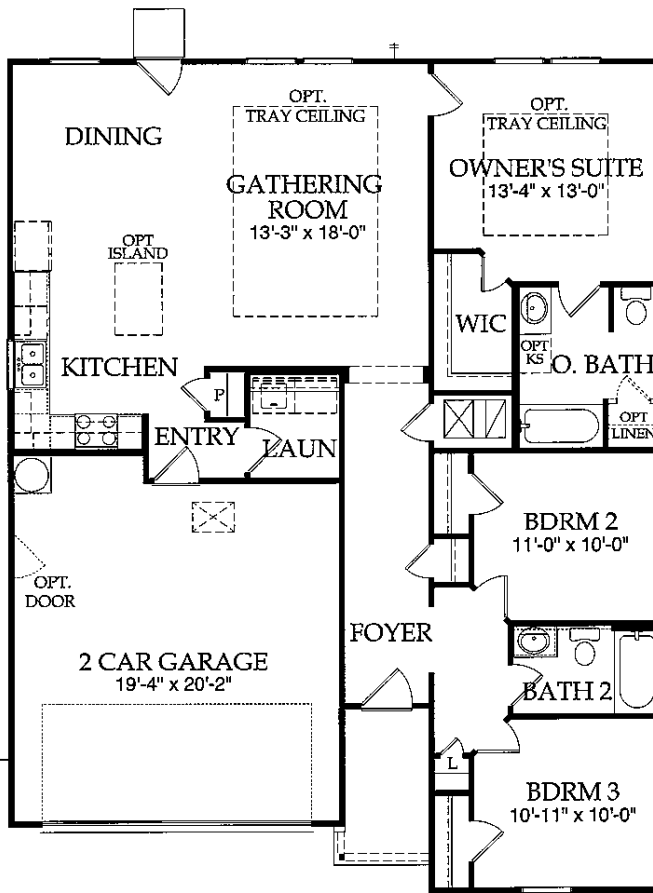 OPT.
TRAY CEILING
DINING
GATHERING
ROOM
13'-3" x 18'-0"
OPT.
TRAY CEILING
OWNER'S SUITE
13'-4" x 13'-0"
OPT
ISLAND
KITCHEN
WIC
OPT
KS
O. BATH
OPT
LINEN
P
ENTRY
LAUN
BDRM 2
11'-0" x 10'-0"
OPT.
DOOR
FOYER
2 CAR GARAGE
19'-4" x 20'-2"
BATH 2
L
BDRM 3
10'-11" x 10'-0"